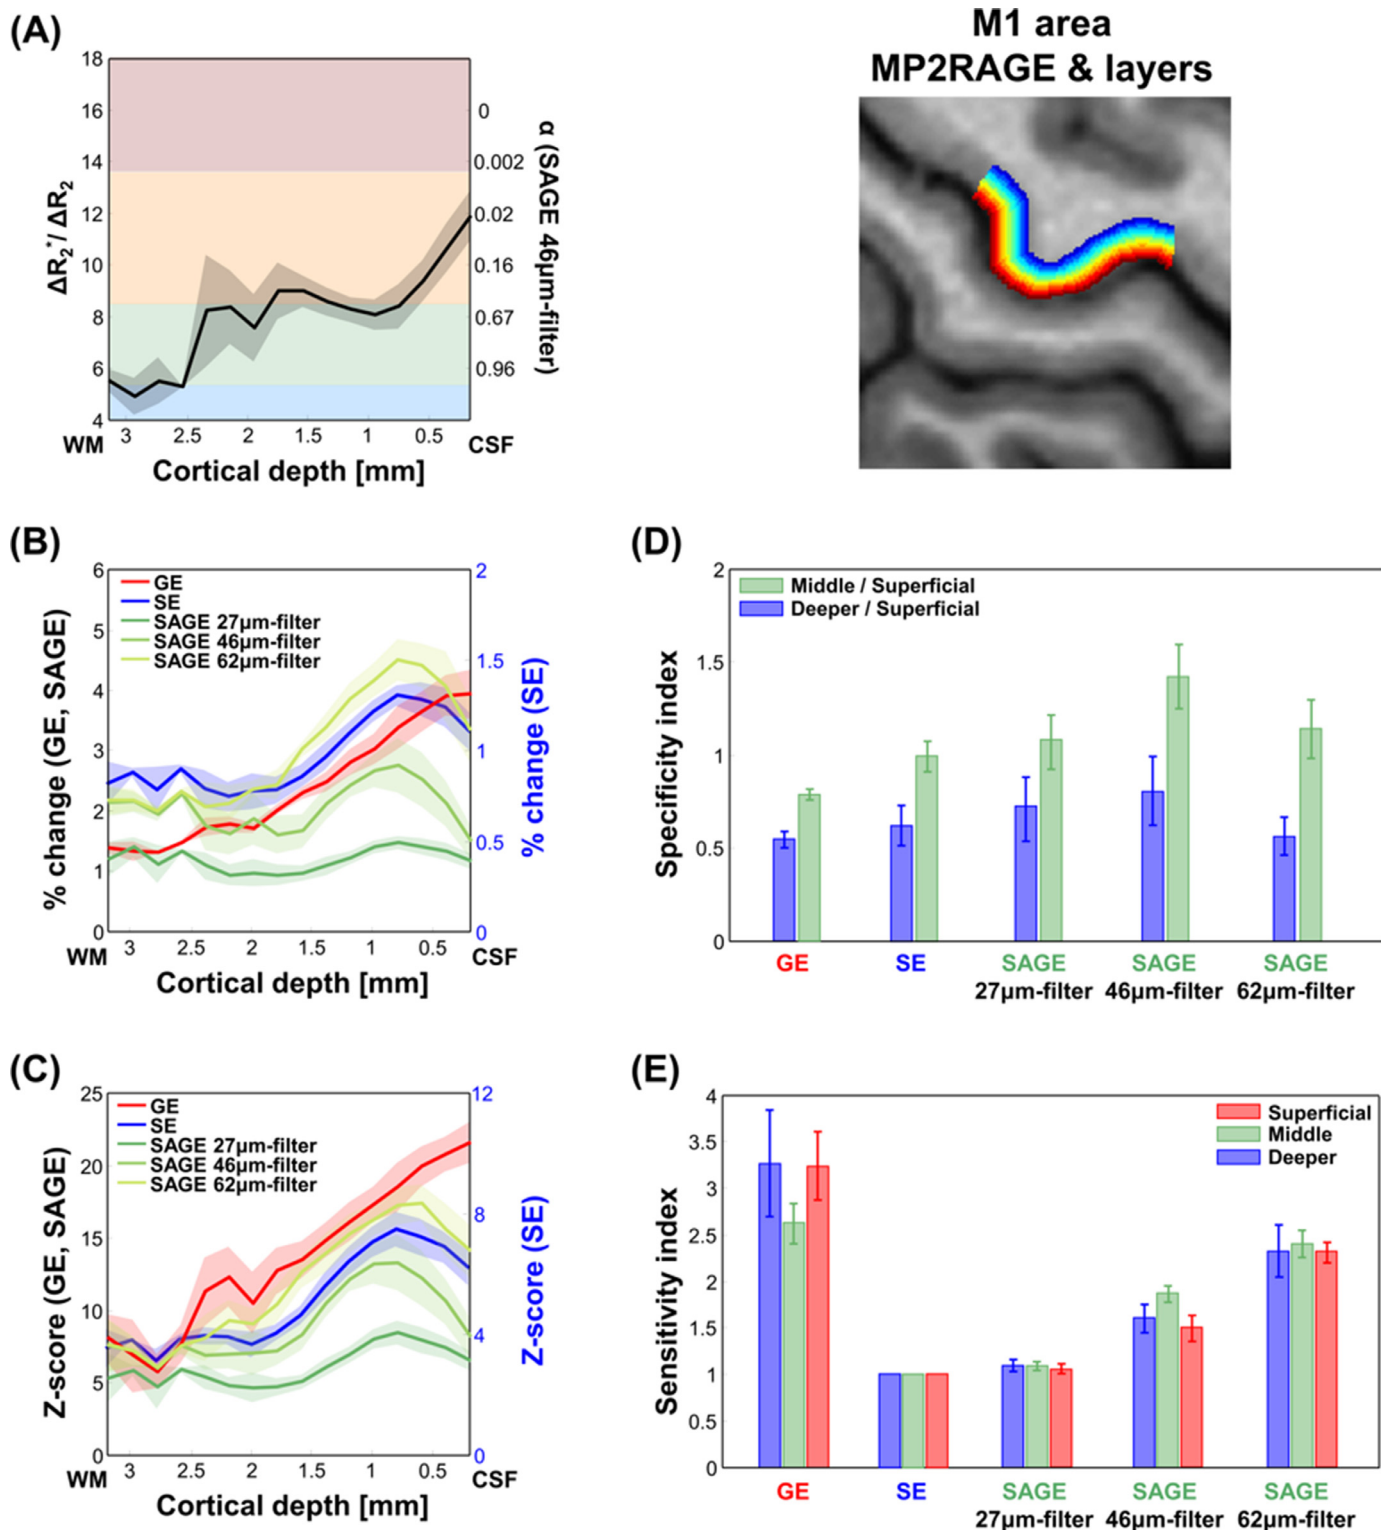 (A)
18
16
14
12
10
8
6
4
ΔR2*/ ΔR2
0
0.002
0.02
0.16
0.67
0.96
α (SAGE 46µm-filter)
WM 3 2.5 2 1.5 1 0.5 CSF
Cortical depth [mm]
M1 area
MP2RAGE & layers
(B)
6
5
4
3
2
1
0
% change (GE, SAGE)
GE
SE
SAGE 27µm-filter
SAGE 46µm-filter
SAGE 62µm-filter
2
1.5
1
0.5
0
% change (SE)
WM 3 2.5 2 1.5 1 0.5 CSF
Cortical depth [mm]
(D)
2
1.5
1
0.5
0
Specificity index
Middle / Superficial
Deeper / Superficial
GE SE SAGE SAGE SAGE
27µm-filter 46µm-filter 62µm-filter
(C)
25
20
15
10
5
0
Z-score (GE, SAGE)
GE
SE
SAGE 27µm-filter
SAGE 46µm-filter
SAGE 62µm-filter
12
8
4
0
Z-score (SE)
WM 3 2.5 2 1.5 1 0.5 CSF
Cortical depth [mm]
(E)
4
3.5
3
2.5
2
1.5
1
0.5
0
Sensitivity index
Superficial
Middle
Deeper
GE SE SAGE SAGE SAGE
27µm-filter 46µm-filter 62µm-filter